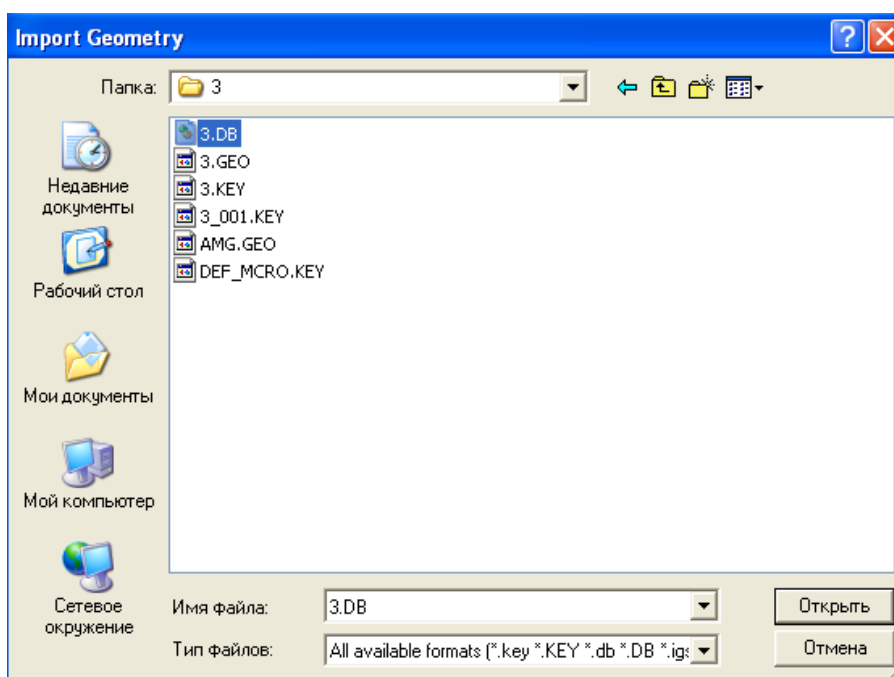 Import Geometry
Папка:
3
3.DB
3.GEO
3.KEY
3_001.KEY
AMG.GEO
DEF_MCRO.KEY
Недавние
документы
Рабочий стол
Мои документы
Мой компьютер
Сетевое
окружение
Имя файла:
3.DB
Открыть
Тип файлов:
All available formats (*.key *.KEY *.db *.DB *.igs
Отмена